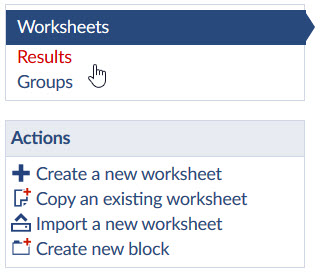 Worksheets
Results
Groups
Actions
Create a new worksheet
Copy an existing worksheet
Import a new worksheet
Create new block